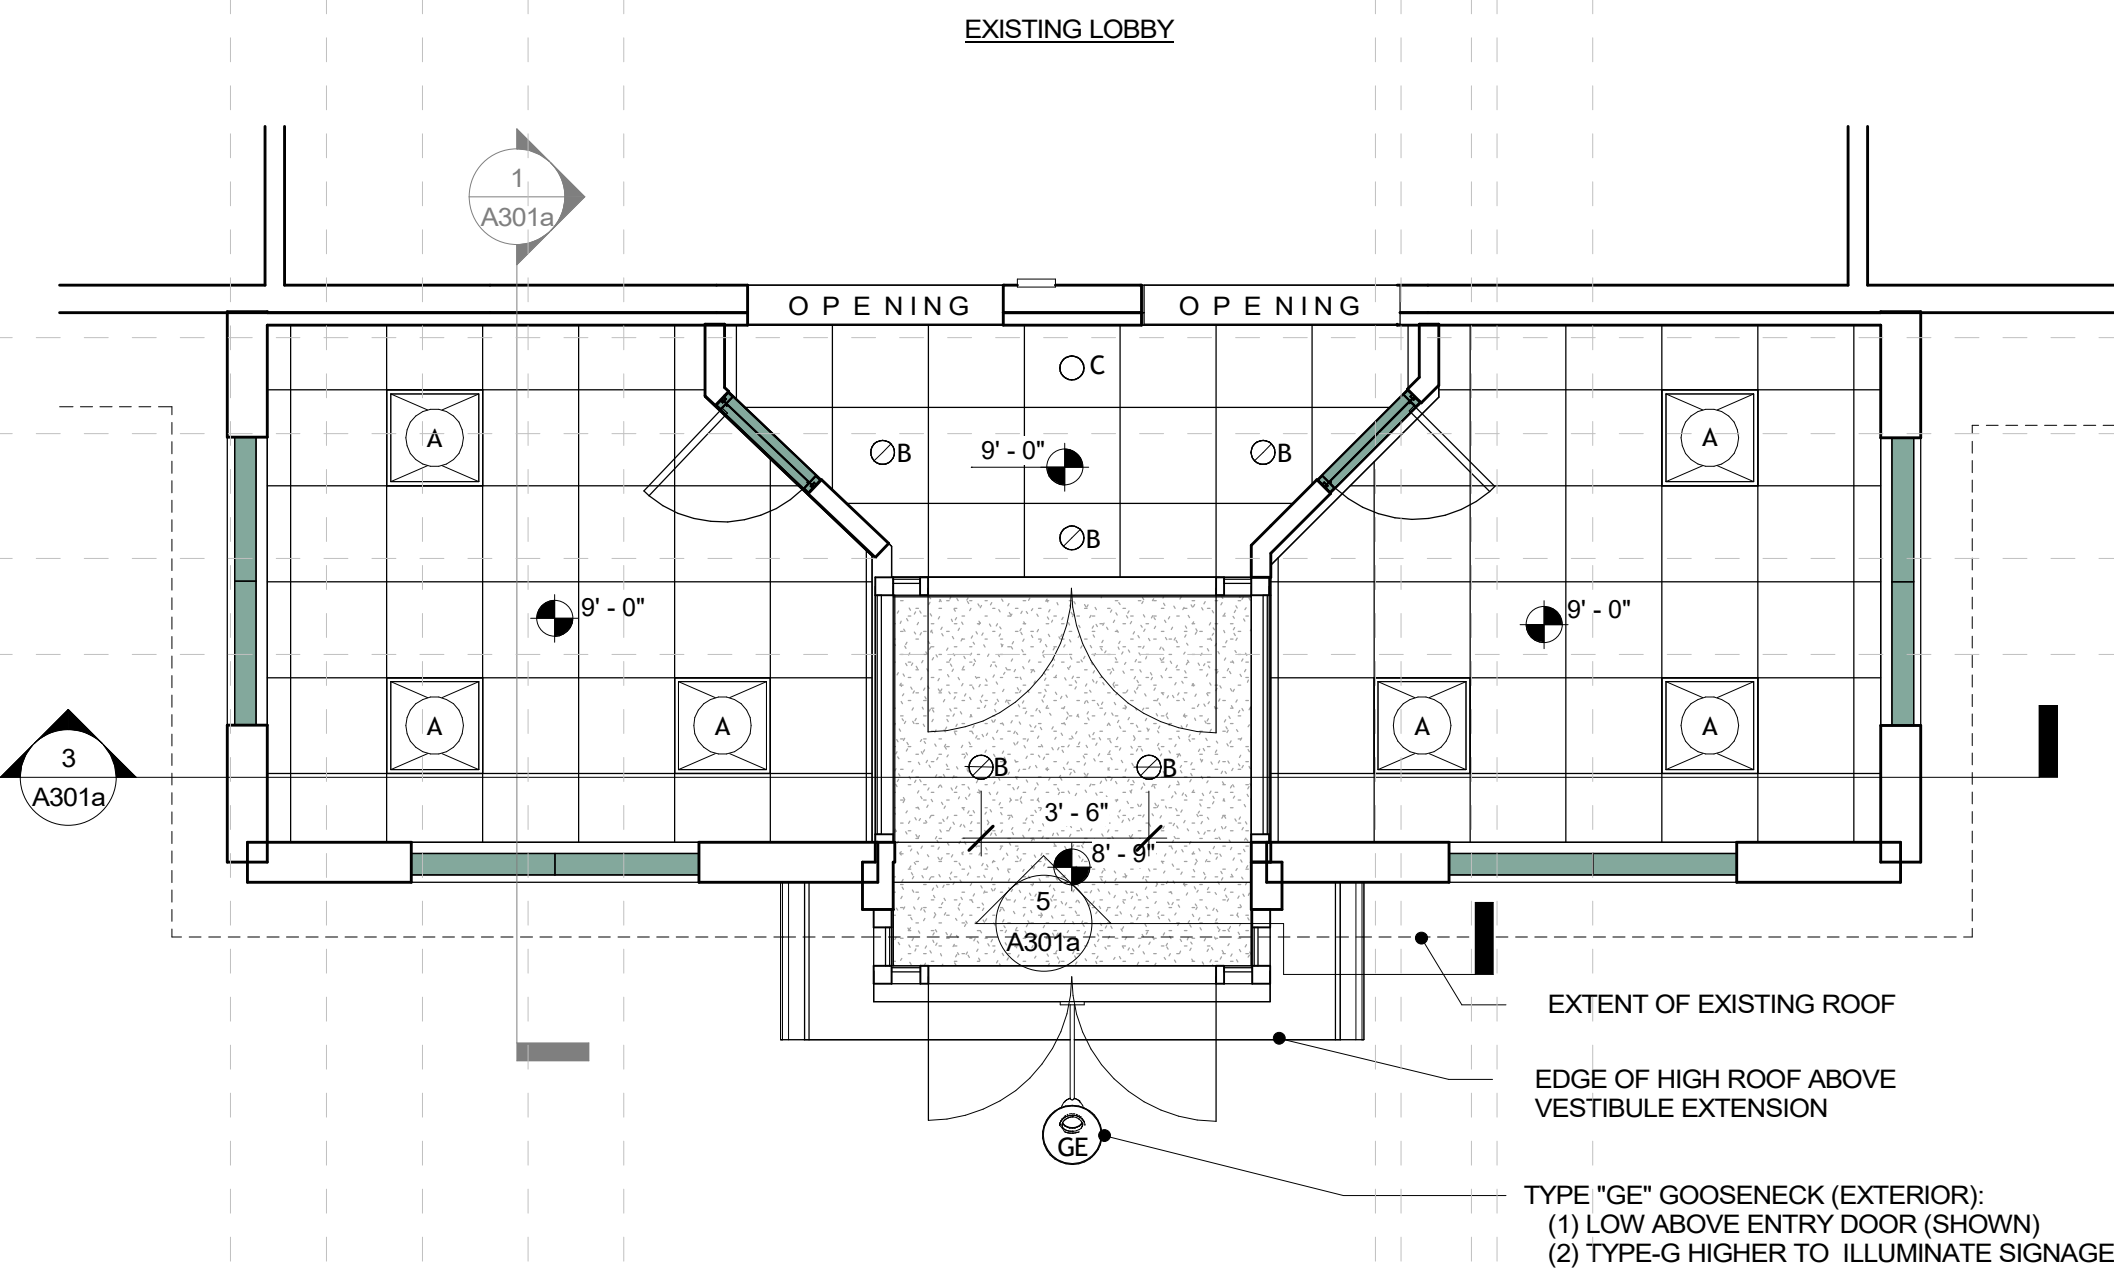 EXISTING LOBBY
1
A301a
OPENING
OPENING
C
A
A
B
9' - 0"
B
B
9' - 0"
9' - 0"
A
A
A
A
3
A301a
B
B
3' - 6"
8' - 9"
5
A301a
EXTENT OF EXISTING ROOF
EDGE OF HIGH ROOF ABOVE
VESTIBULE EXTENSION
GE
TYPE "GE" GOOSENECK (EXTERIOR):
(1) LOW ABOVE ENTRY DOOR (SHOWN)
(2) TYPE-G HIGHER TO ILLUMINATE SIGNAGE